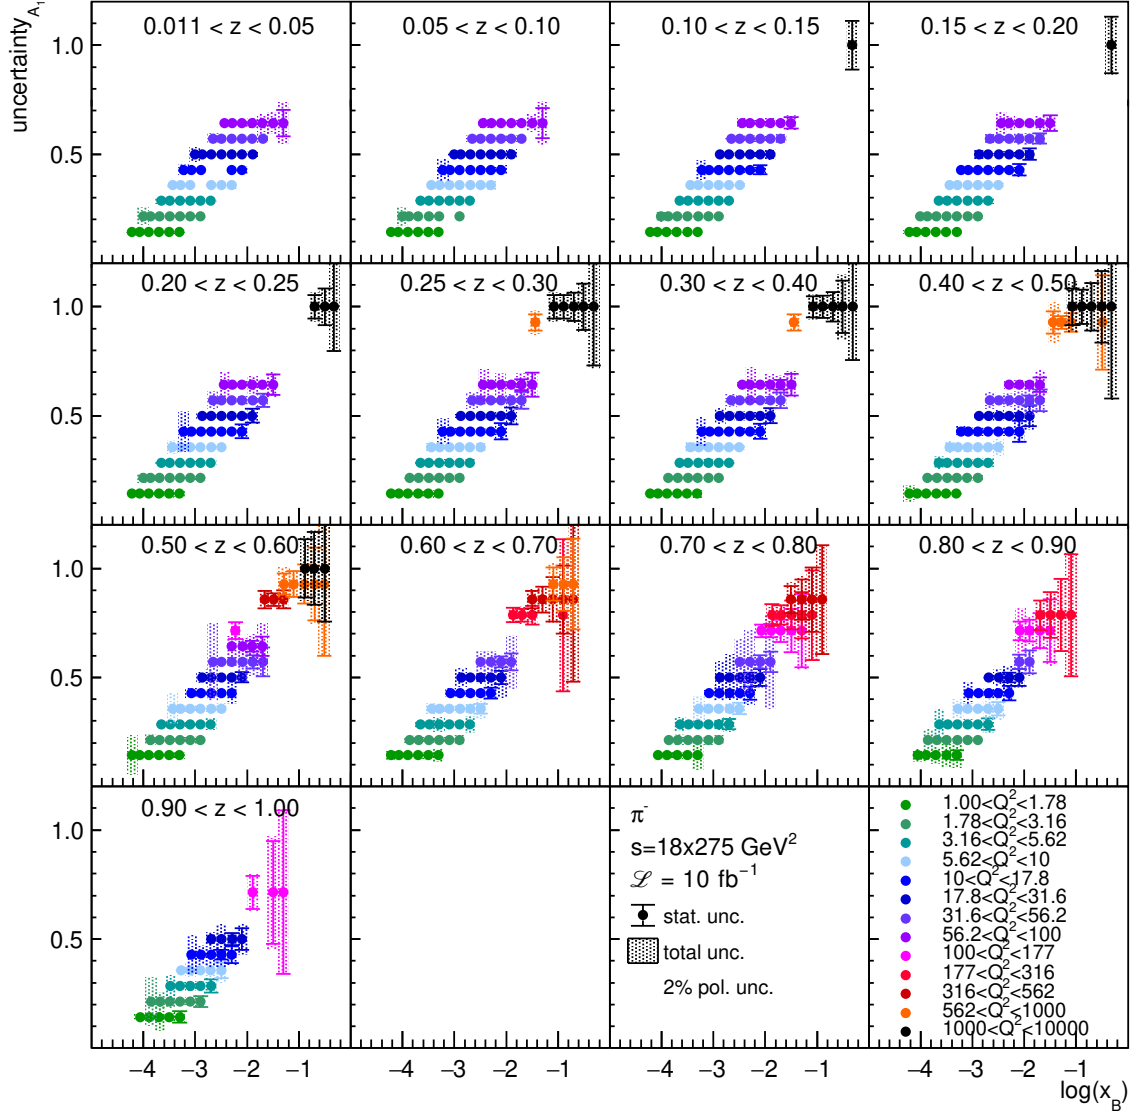 uncertainty_A₁
0.011 < z < 0.05
0.05 < z < 0.10
0.10 < z < 0.15
0.15 < z < 0.20
1.0
0.5
0.20 < z < 0.25
0.25 < z < 0.30
0.30 < z < 0.40
0.40 < z < 0.50
1.0
0.5
0.50 < z < 0.60
0.60 < z < 0.70
0.70 < z < 0.80
0.80 < z < 0.90
1.0
0.5
0.90 < z < 1.00
1.0
0.5
π⁻
s=18x275 GeV²
ℒ = 10 fb⁻¹
stat. unc.
total unc.
2% pol. unc.
1.00<Q²<1.78
1.78<Q²<3.16
3.16<Q²<5.62
5.62<Q²<10
10<Q²<17.8
17.8<Q²<31.6
31.6<Q²<56.2
56.2<Q²<100
100<Q²<177
177<Q²<316
316<Q²<562
562<Q²<1000
1000<Q²<10000
−4 −3 −2 −1 −4 −3 −2 −1 −4 −3 −2 −1 −4 −3 −2 −1
log(x_B)